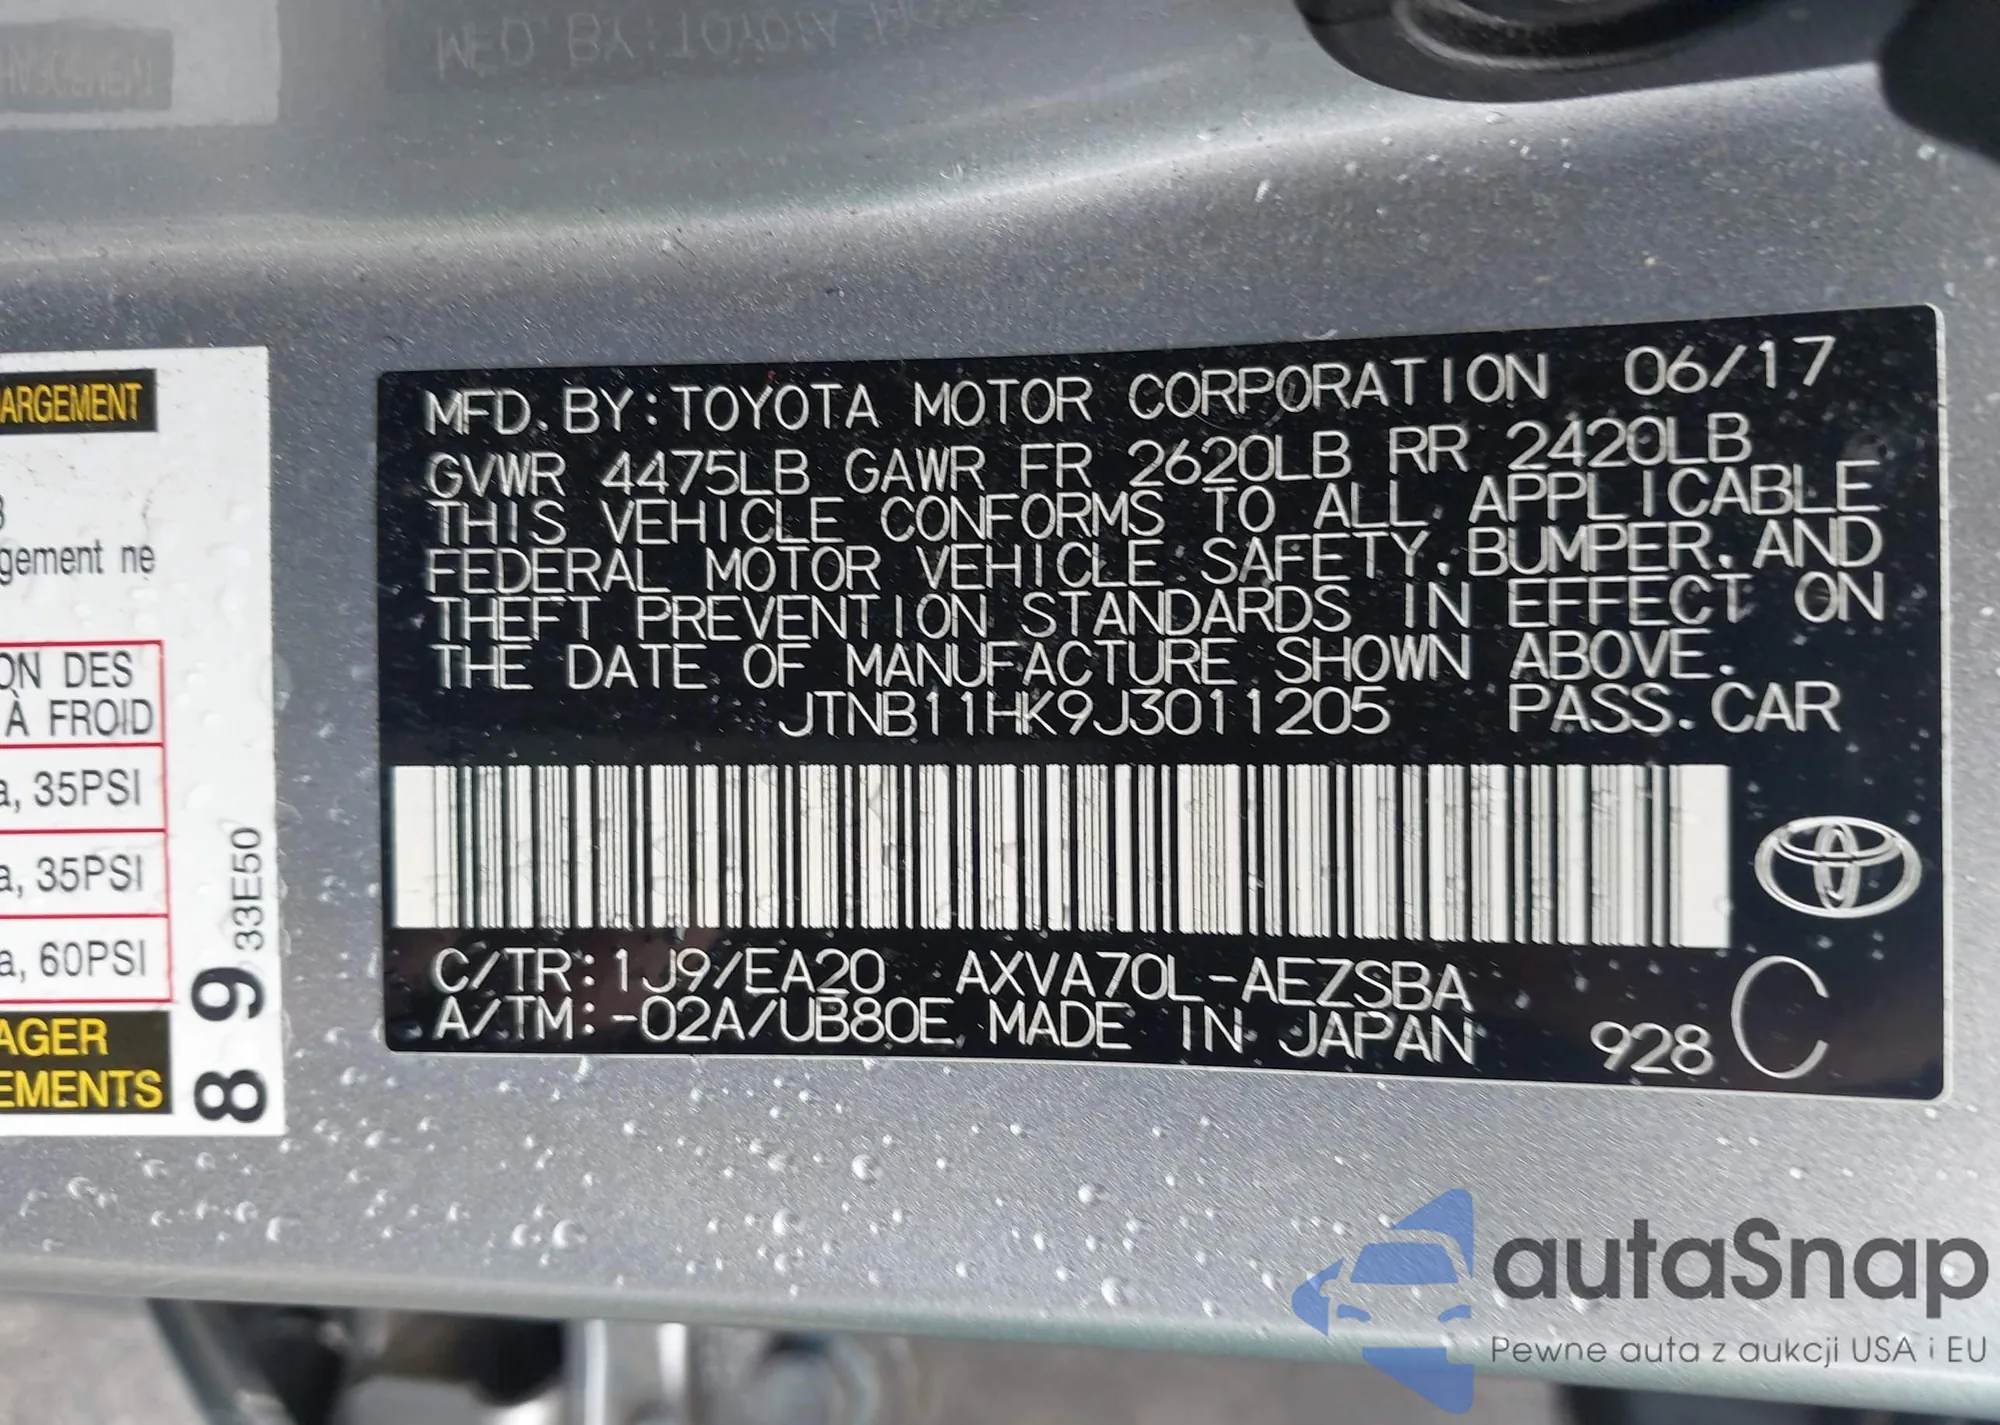 MFD. BY:TOYOTA MOTOR CORPORATION 06/17
GVWR 4475LB GAWR FR 2620LB RR 2420LB
THIS VEHICLE CONFORMS TO ALL APPLICABLE
FEDERAL MOTOR VEHICLE SAFETY, BUMPER, AND
THEFT PREVENTION STANDARDS IN EFFECT ON
THE DATE OF MANUFACTURE SHOWN ABOVE.
JTNB11HK9J3011205 PASS. CAR
C/TR:1J9/EA20 AXVA70L-AEZSBA
A/TM:-02A/UB80E MADE IN JAPAN 928 C
ARGEMENT
gement ne
ON DES
À FROID
a, 35PSI
a, 35PSI
a, 60PSI
AGER
EMENTS
89
33E50
autaSnap
Pewne auta z aukcji USA i EU